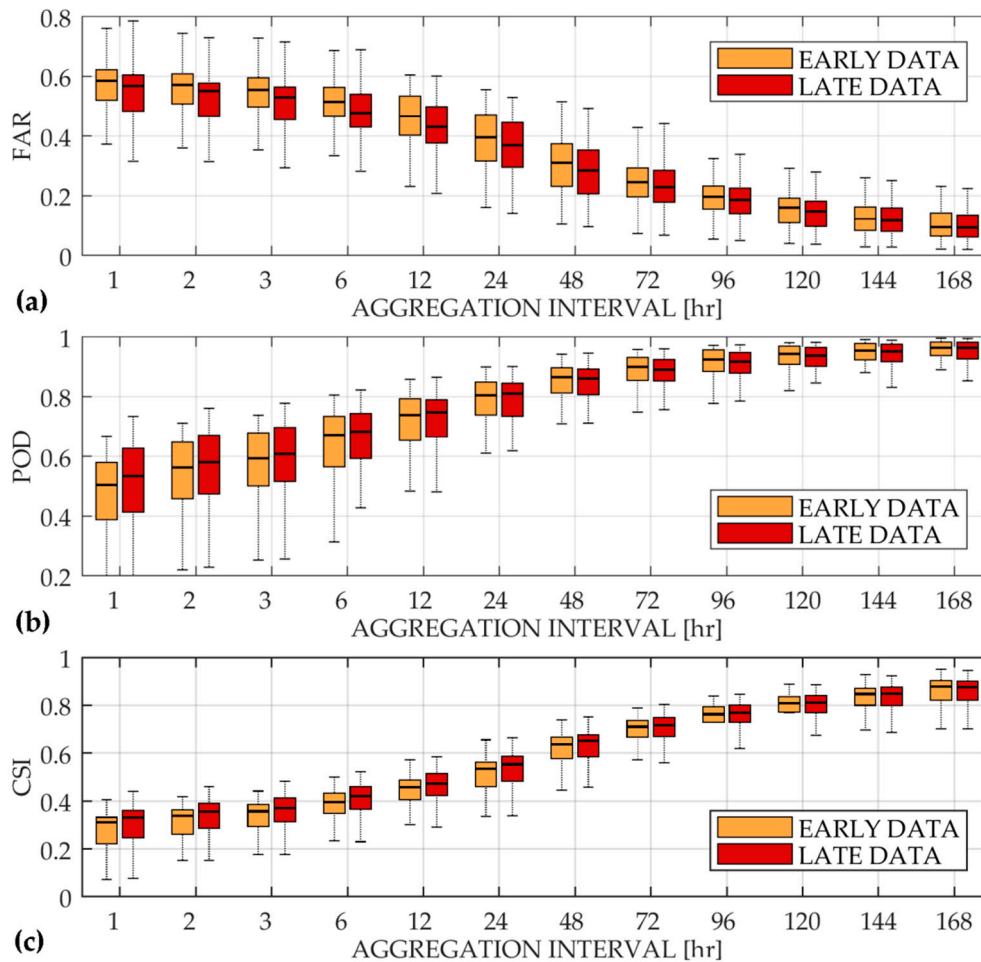 0.8
0.6
0.4
0.2
0
FAR
EARLY DATA
LATE DATA
1 2 3 6 12 24 48 72 96 120 144 168
(a)
AGGREGATION INTERVAL [hr]
1
0.8
0.6
0.4
0.2
POD
EARLY DATA
LATE DATA
1 2 3 6 12 24 48 72 96 120 144 168
(b)
AGGREGATION INTERVAL [hr]
1
0.8
0.6
0.4
0.2
0
CSI
EARLY DATA
LATE DATA
1 2 3 6 12 24 48 72 96 120 144 168
(c)
AGGREGATION INTERVAL [hr]